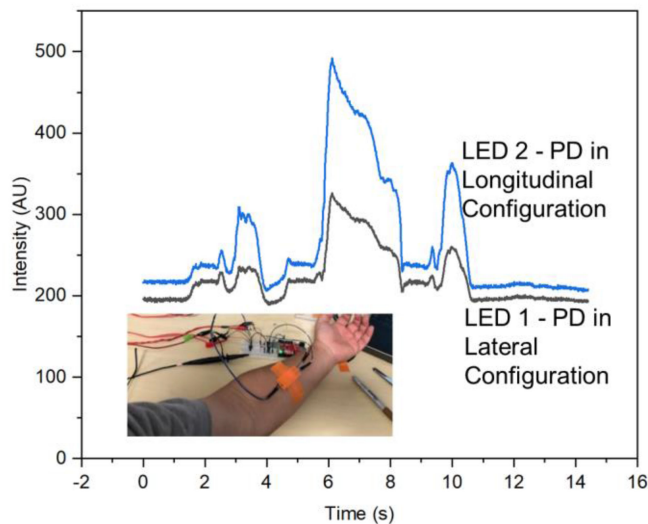 500
400
300
200
100
0
Intensity (AU)
LED 2 - PD in
Longitudinal
Configuration
LED 1 - PD in
Lateral
Configuration
-2 0 2 4 6 8 10 12 14 16
Time (s)